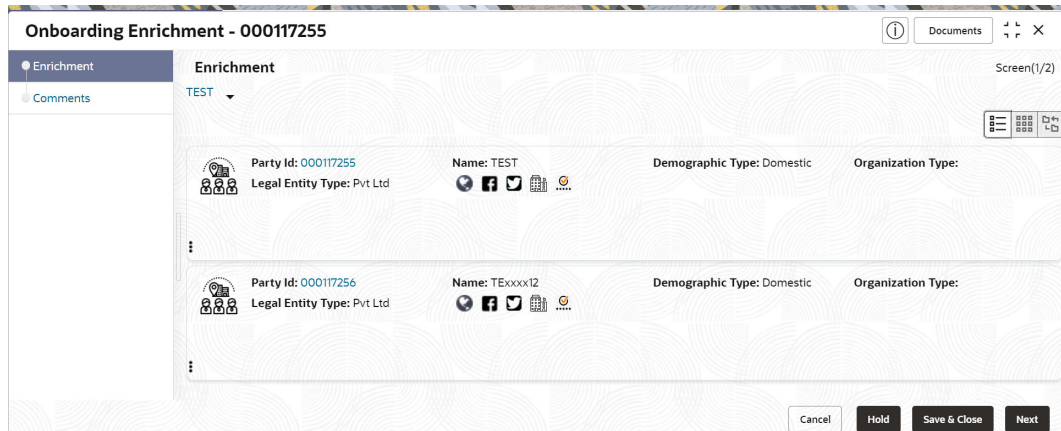 Onboarding Enrichment - 000117255
Documents
Enrichment
Comments
Enrichment
Screen(1/2)
TEST
Party Id: 000117255 Name: TEST Demographic Type: Domestic Organization Type:
Legal Entity Type: Pvt Ltd
Party Id: 000117256 Name: TExxxx12 Demographic Type: Domestic Organization Type:
Legal Entity Type: Pvt Ltd
Cancel Hold Save & Close Next